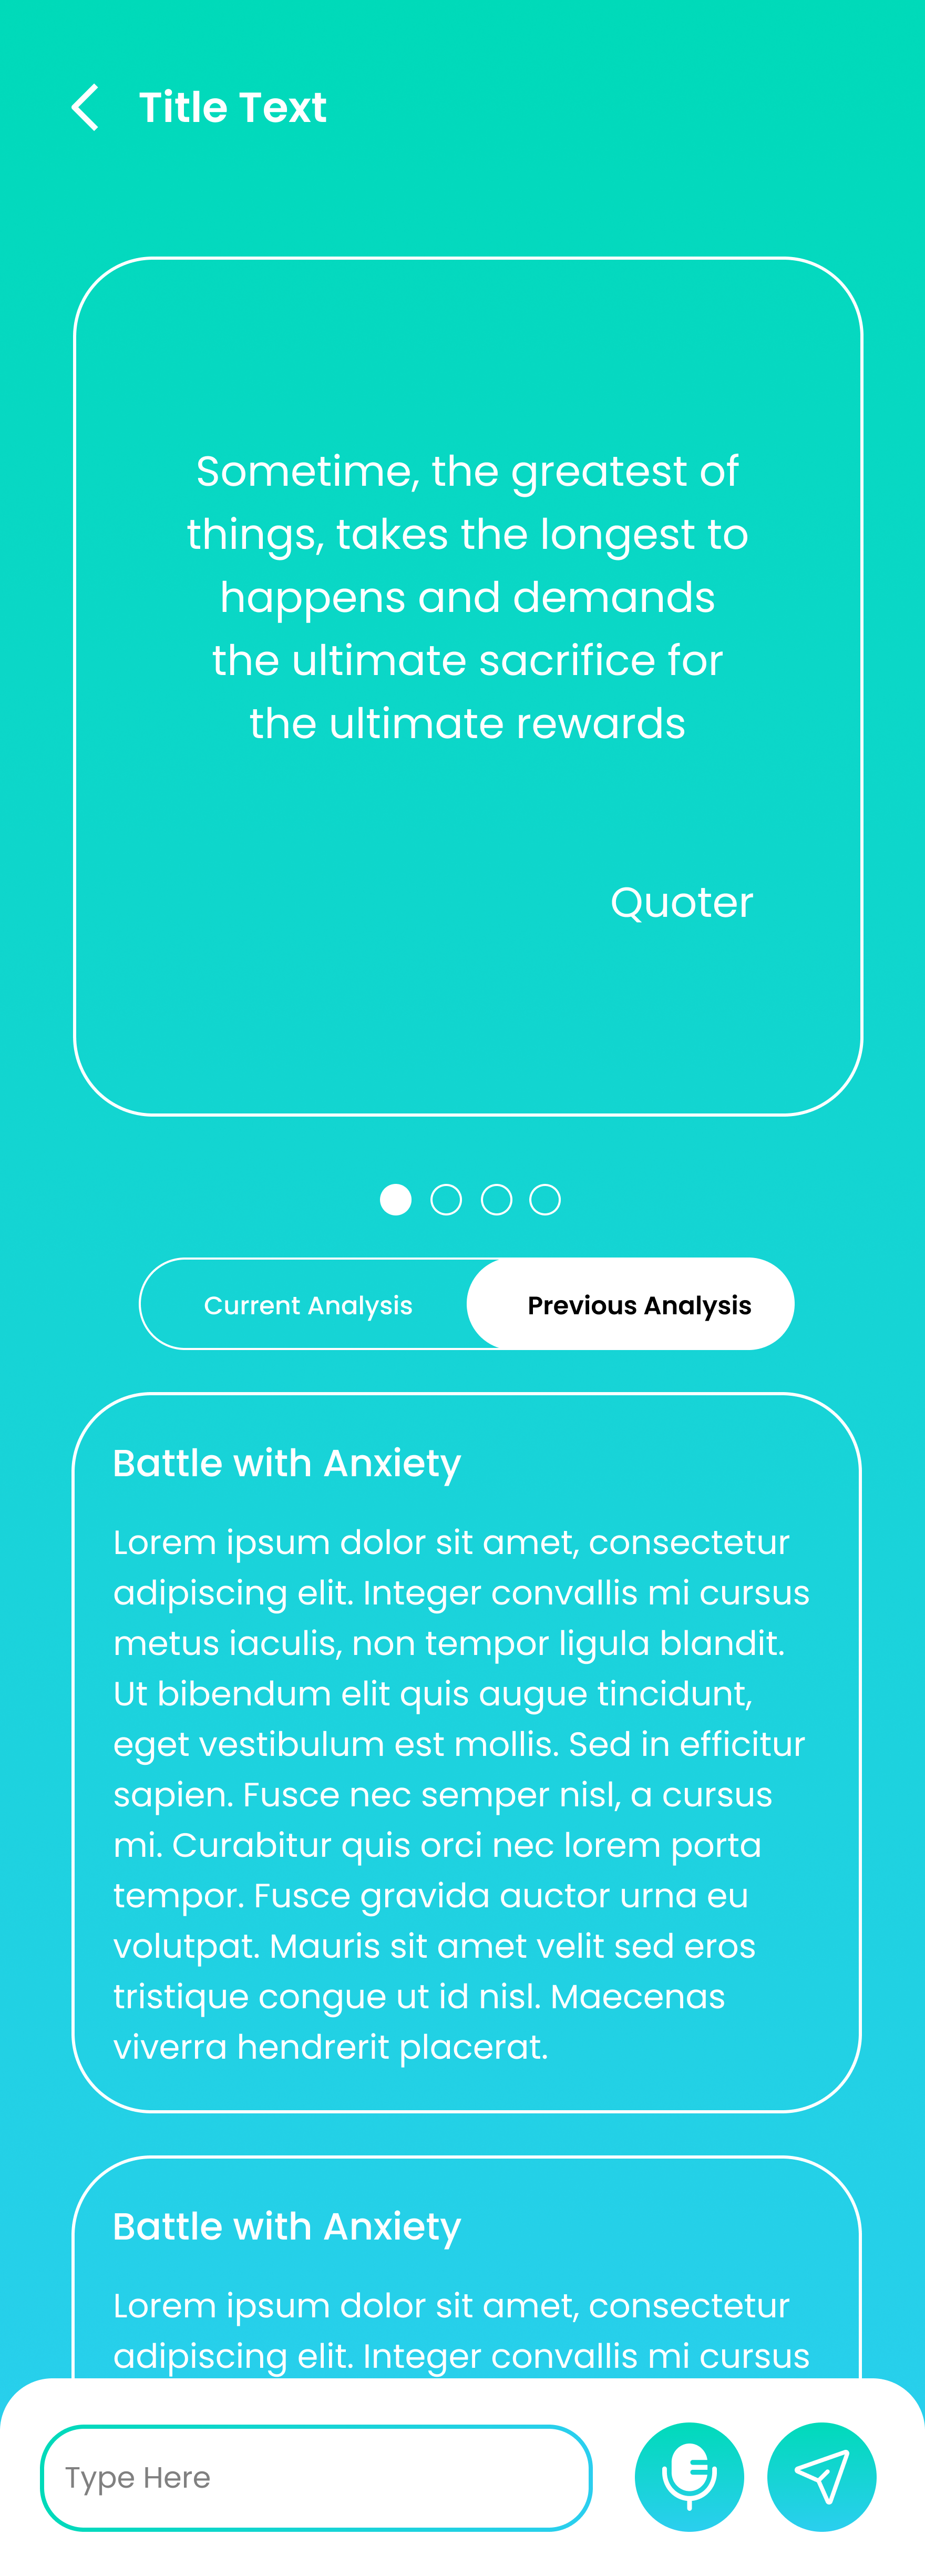 Title Text
Sometime, the greatest of
things, takes the longest to
happens and demands
the ultimate sacrifice for
the ultimate rewards
Quoter
Current Analysis
Previous Analysis
Battle with Anxiety
Lorem ipsum dolor sit amet, consectetur
adipiscing elit. Integer convallis mi cursus
metus iaculis, non tempor ligula blandit.
Ut bibendum elit quis augue tincidunt,
eget vestibulum est mollis. Sed in efficitur
sapien. Fusce nec semper nisl, a cursus
mi. Curabitur quis orci nec lorem porta
tempor. Fusce gravida auctor urna eu
volutpat. Mauris sit amet velit sed eros
tristique congue ut id nisl. Maecenas
viverra hendrerit placerat.
Battle with Anxiety
Lorem ipsum dolor sit amet, consectetur
adipiscing elit. Integer convallis mi cursus
Type Here